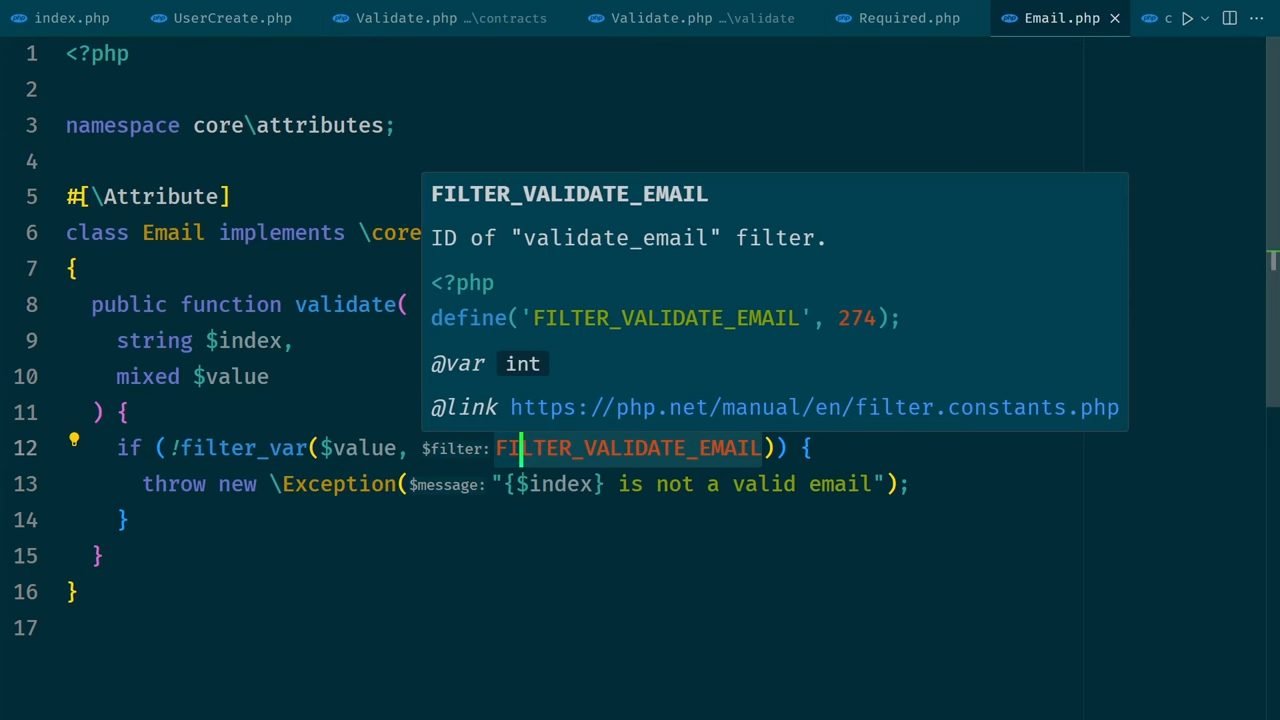 index.php UserCreate.php Validate.php ...\contracts Validate.php ...\validate Required.php Email.php c
1 <?php
2
3 namespace core\attributes;
4
5 #[\Attribute]
6 class Email implements \core
7 {
8 public function validate(
9 string $index,
10 mixed $value
11 ) {
12 if (!filter_var($value, $filter: FILTER_VALIDATE_EMAIL)) {
13 throw new \Exception($message: "{$index} is not a valid email");
14 }
15 }
16 }
17
FILTER_VALIDATE_EMAIL
ID of "validate_email" filter.
<?php
define('FILTER_VALIDATE_EMAIL', 274);
@var int
@link https://php.net/manual/en/filter.constants.php